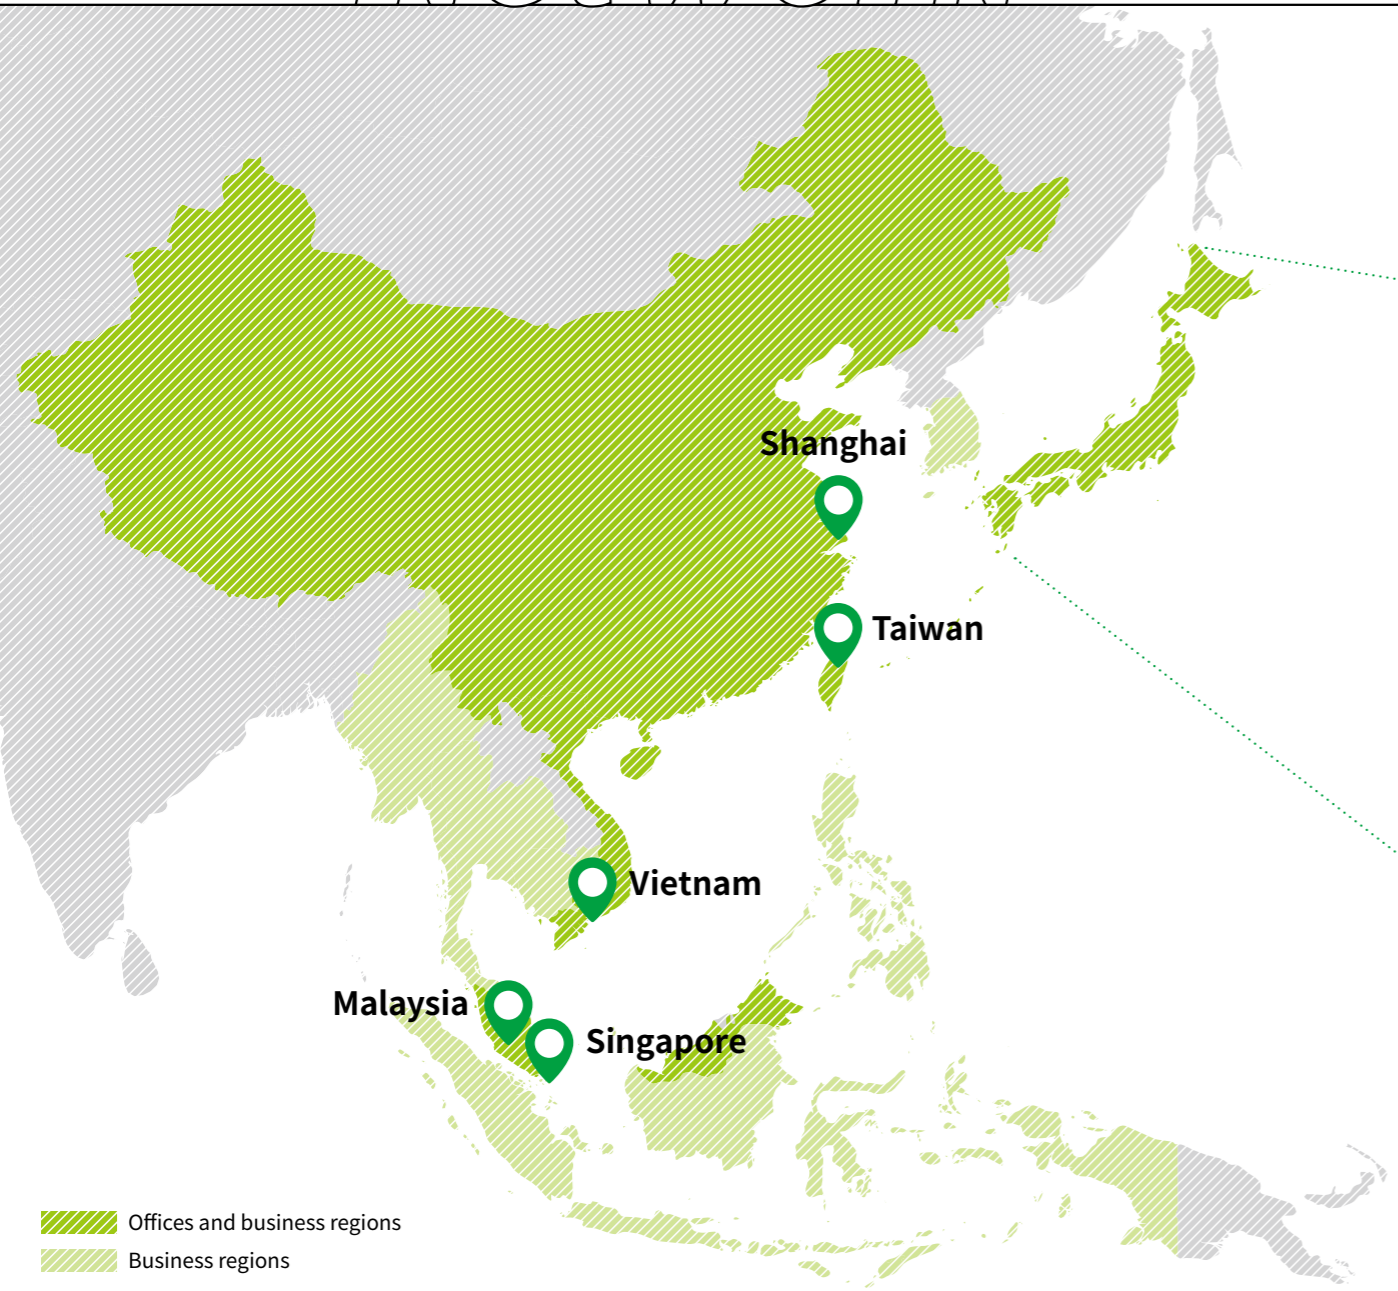 Shanghai
Taiwan
Vietnam
Malaysia
Singapore
Offices and business regions
Business regions